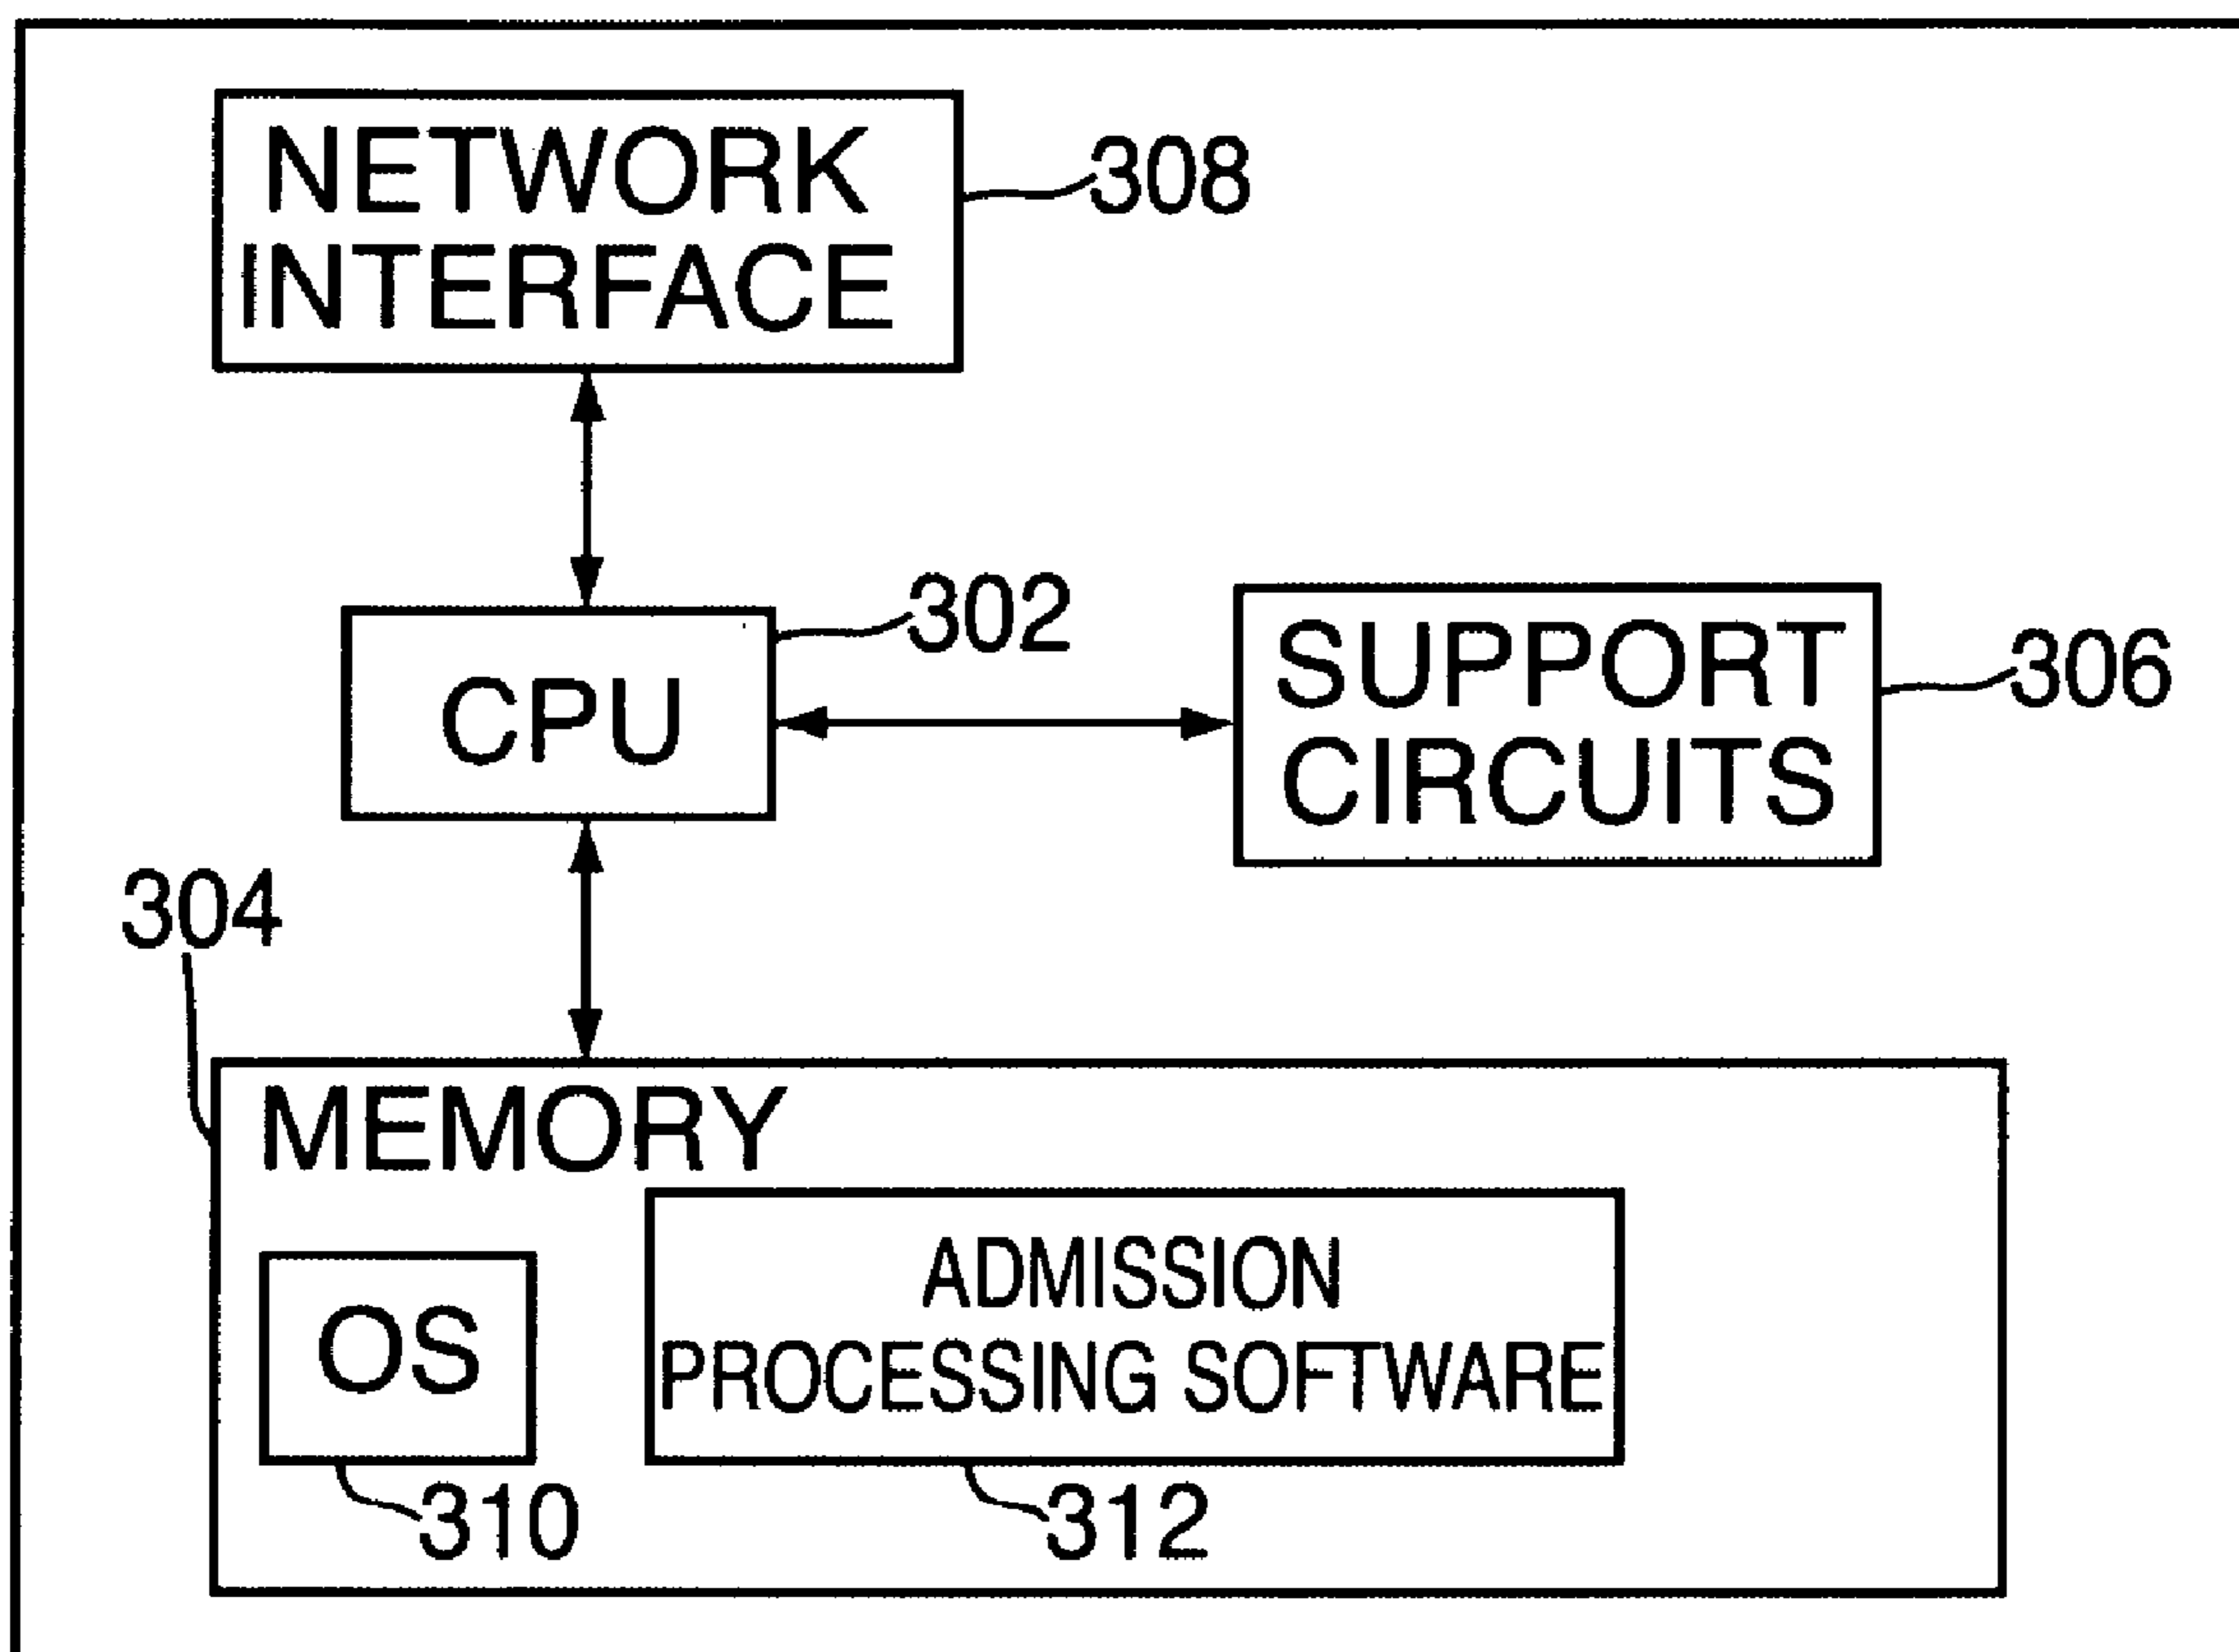 NETWORK
INTERFACE
308
302
CPU
SUPPORT
CIRCUITS
306
304
MEMORY
OS
ADMISSION
PROCESSING SOFTWARE
310
312